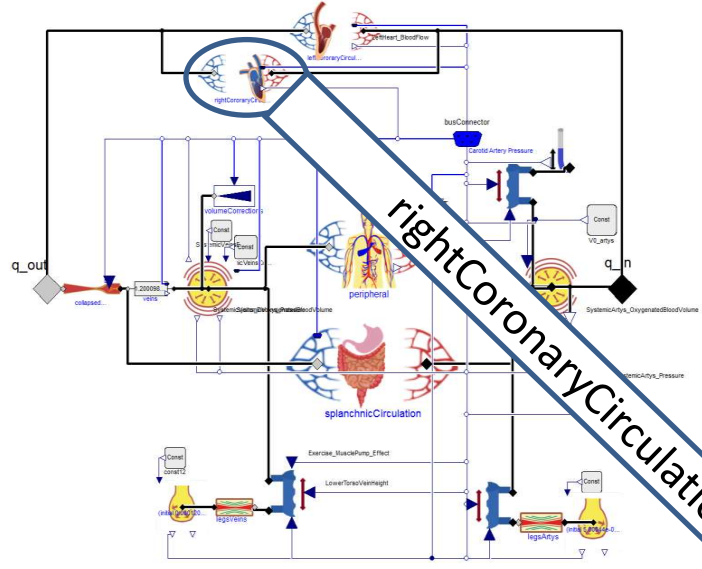 LeftHeart_BloodFlow
leftCoronaryCircul...
rightCoronaryCir
busConnector
Carotid Artery Pressure
volumeCorrections
Const
V0_artys
Const
q_out
q_in
peripheral
collapsed...
veins
SystemicArtys_OxygenatedBloodVolume
rightCoronaryCirculatio
splanchnicCirculation
Exercise_MusclePump_Effect
Const
const12
LowerTorsoVeinHeight
Const
legsVeins
legsArtys